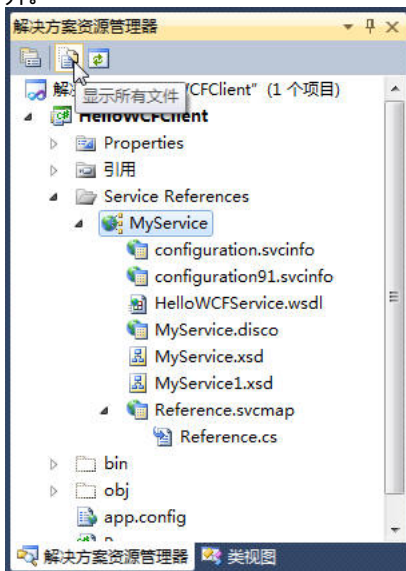 解决方案资源管理器
解 CFClient" (1 个项目)
显示所有文件
HelloWCFClient
Properties
引用
Service References
MyService
configuration.svcinfo
configuration91.svcinfo
HelloWCFService.wsdl
MyService.disco
MyService.xsd
MyService1.xsd
Reference.svcmap
Reference.cs
bin
obj
app.config
解决方案资源管理器 类视图